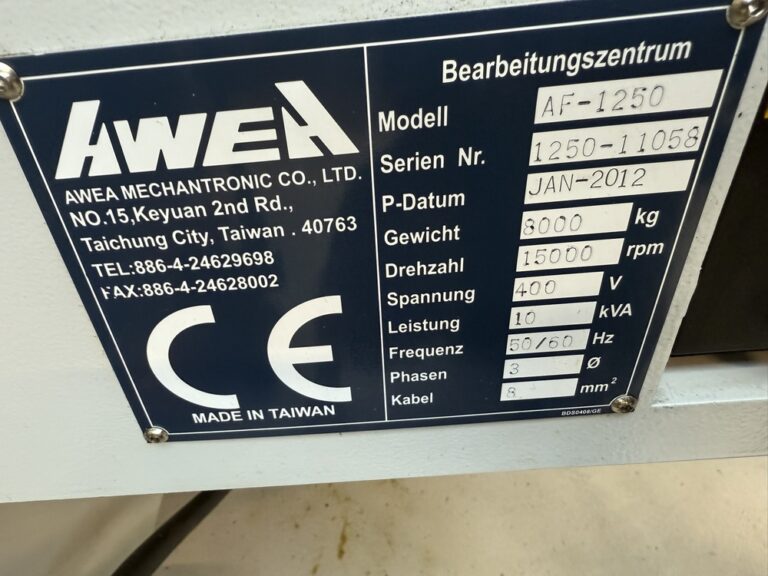 AWEA
AWEA MECHANTRONIC CO., LTD.
NO.15,Keyuan 2nd Rd.,
Taichung City, Taiwan . 40763
TEL:886-4-24629698
FAX:886-4-24628002
CE
MADE IN TAIWAN
Bearbeitungszentrum
Modell AF-1250
Serien Nr. 1250-11058
P-Datum JAN-2012
Gewicht 8000 kg
Drehzahl 15000 rpm
Spannung 400 V
Leistung 10 kVA
Frequenz 50/60 Hz
Phasen 3 Ø
Kabel 8 mm²
BDS0408/GE